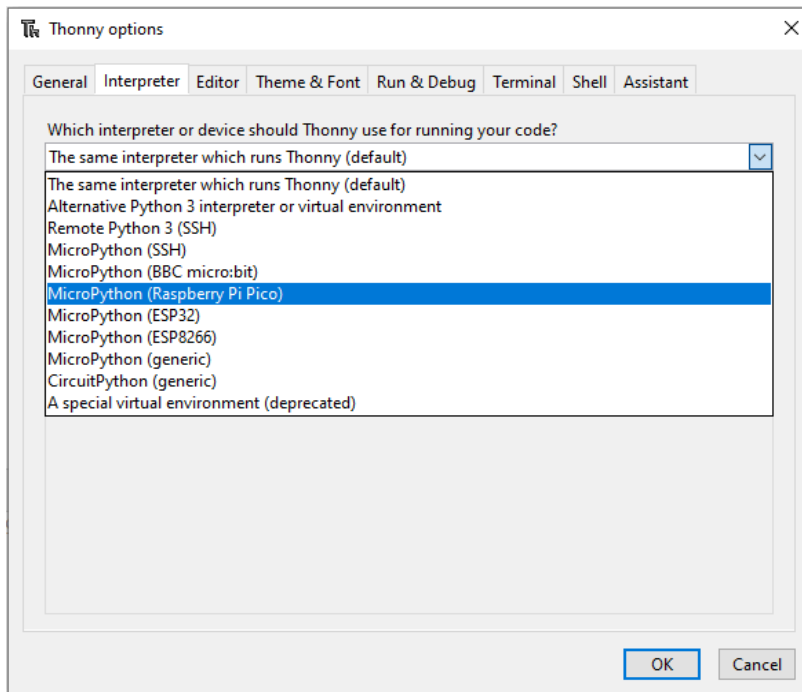 Thonny options
General Interpreter Editor Theme & Font Run & Debug Terminal Shell Assistant
Which interpreter or device should Thonny use for running your code?
The same interpreter which runs Thonny (default)
The same interpreter which runs Thonny (default)
Alternative Python 3 interpreter or virtual environment
Remote Python 3 (SSH)
MicroPython (SSH)
MicroPython (BBC micro:bit)
MicroPython (Raspberry Pi Pico)
MicroPython (ESP32)
MicroPython (ESP8266)
MicroPython (generic)
CircuitPython (generic)
A special virtual environment (deprecated)
OK Cancel